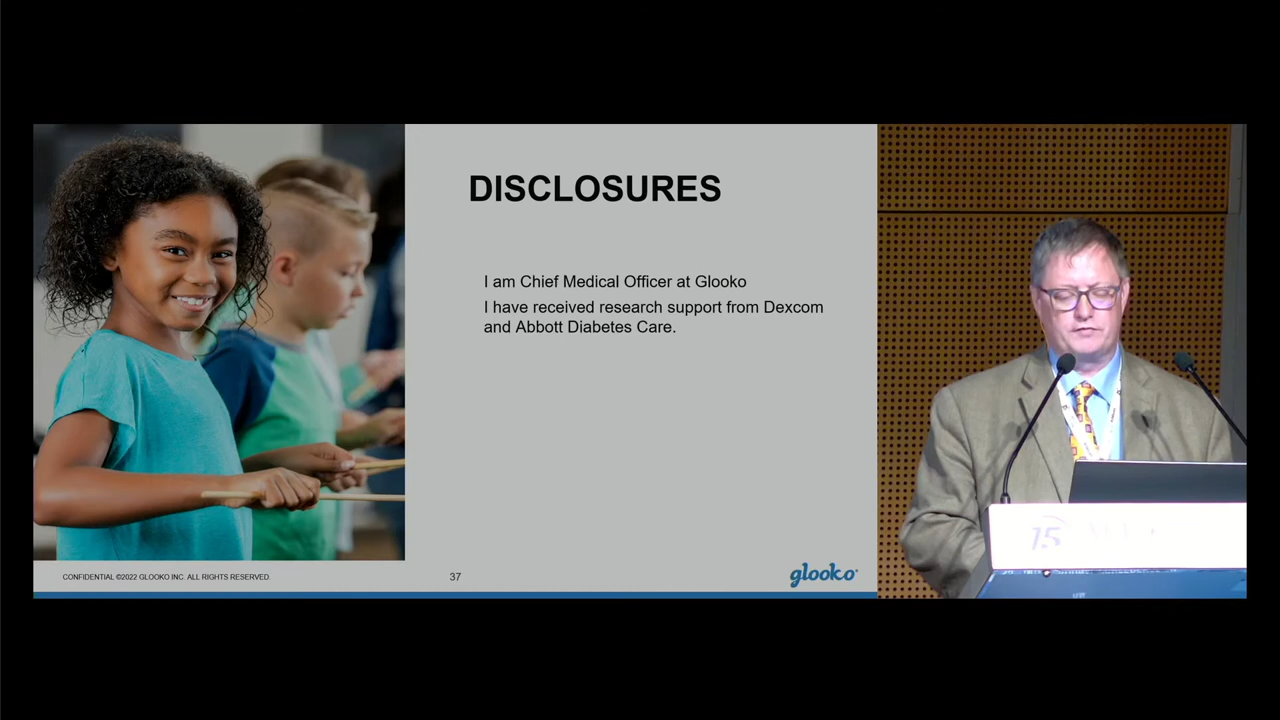 DISCLOSURES
I am Chief Medical Officer at Glooko
I have received research support from Dexcom
and Abbott Diabetes Care.
CONFIDENTIAL ©2022 GLOOKO INC. ALL RIGHTS RESERVED.
37
glooko
15